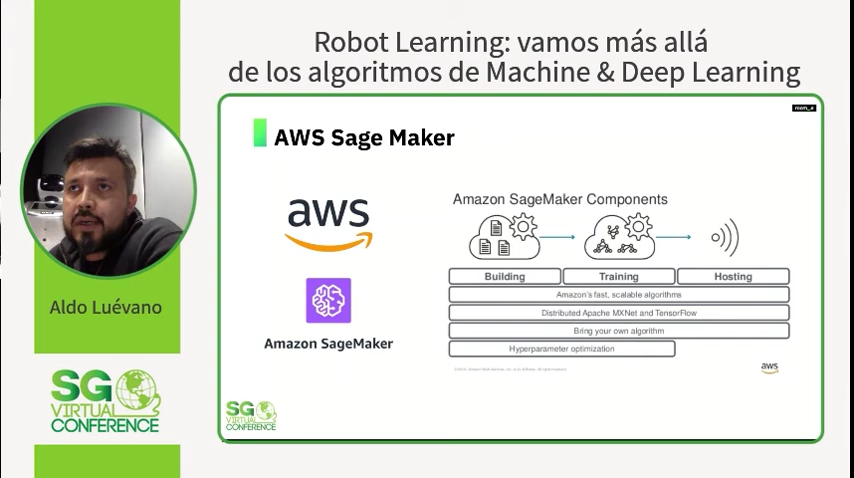 Robot Learning: vamos más allá
de los algoritmos de Machine & Deep Learning
AWS Sage Maker
aws
Amazon SageMaker
Amazon SageMaker Components
Building
Training
Hosting
Amazon's fast, scalable algorithms
Distributed Apache MXNet and TensorFlow
Bring your own algorithm
Hyperparameter optimization
aws
SG
VIRTUAL
CONFERENCE
Aldo Luévano
SG
VIRTUAL
CONFERENCE